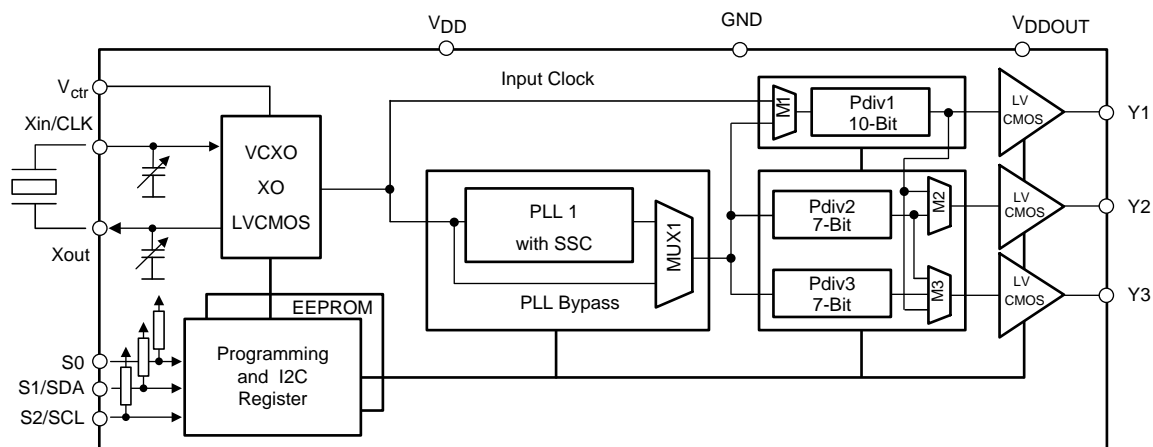 VDD
GND
VDDOUT
Vctr
Input Clock
Xin/CLK
M1
Pdiv1
10-Bit
LV
CMOS
Y1
VCXO
XO
LVCMOS
PLL 1
with SSC
MUX1
PLL Bypass
Pdiv2
7-Bit
M2
LV
CMOS
Y2
Xout
Pdiv3
7-Bit
M3
LV
CMOS
Y3
EEPROM
Programming
and I2C
Register
S0
S1/SDA
S2/SCL